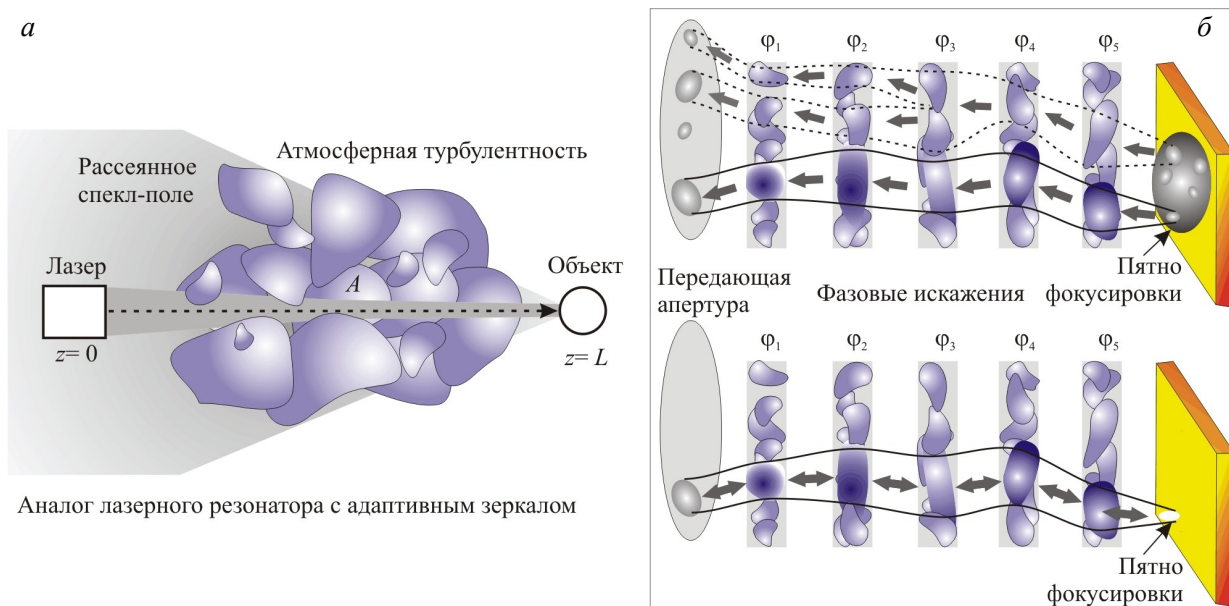 а
Рассеянное
спекл-поле
Атмосферная турбулентность
Лазер
z= 0
A
Объект
z= L
Аналог лазерного резонатора с адаптивным зеркалом
б
φ1 φ2 φ3 φ4 φ5
Передающая
апертура
Фазовые искажения
Пятно
фокусировки
φ1 φ2 φ3 φ4 φ5
Пятно
фокусировки